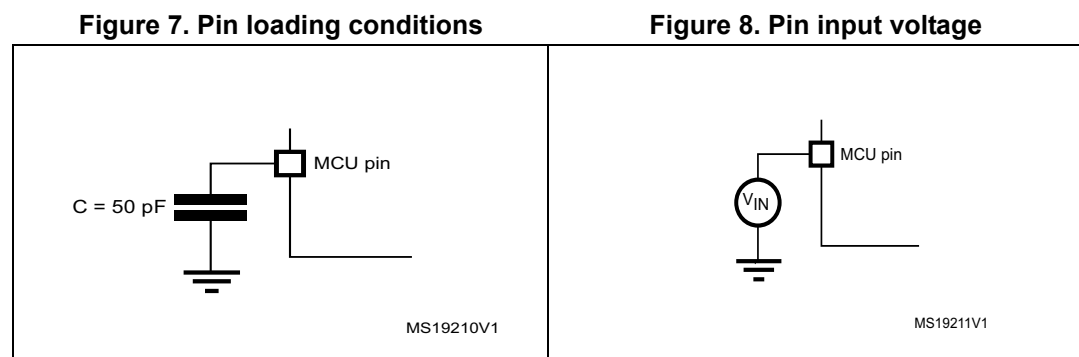 Figure 7. Pin loading conditions
Figure 8. Pin input voltage
MCU pin
C = 50 pF
MS19210V1
MCU pin
VIN
MS19211V1